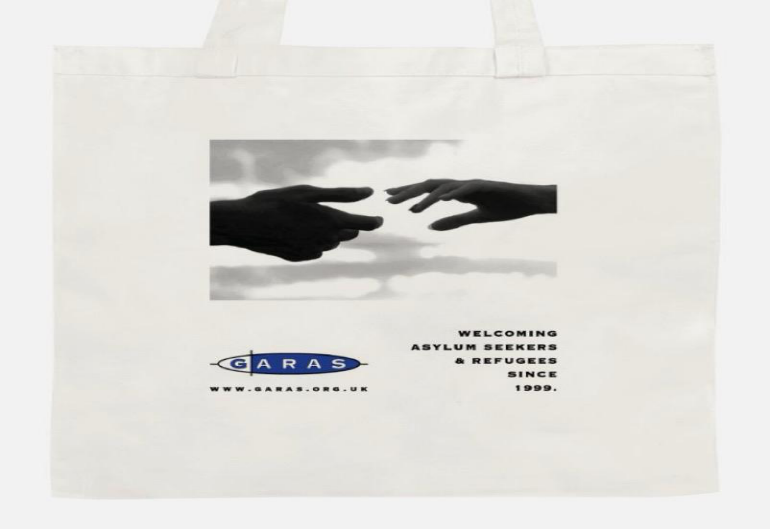 WELCOMING
ASYLUM SEEKERS
& REFUGEES
SINCE
1999.
GARAS
WWW.GARAS.ORG.UK